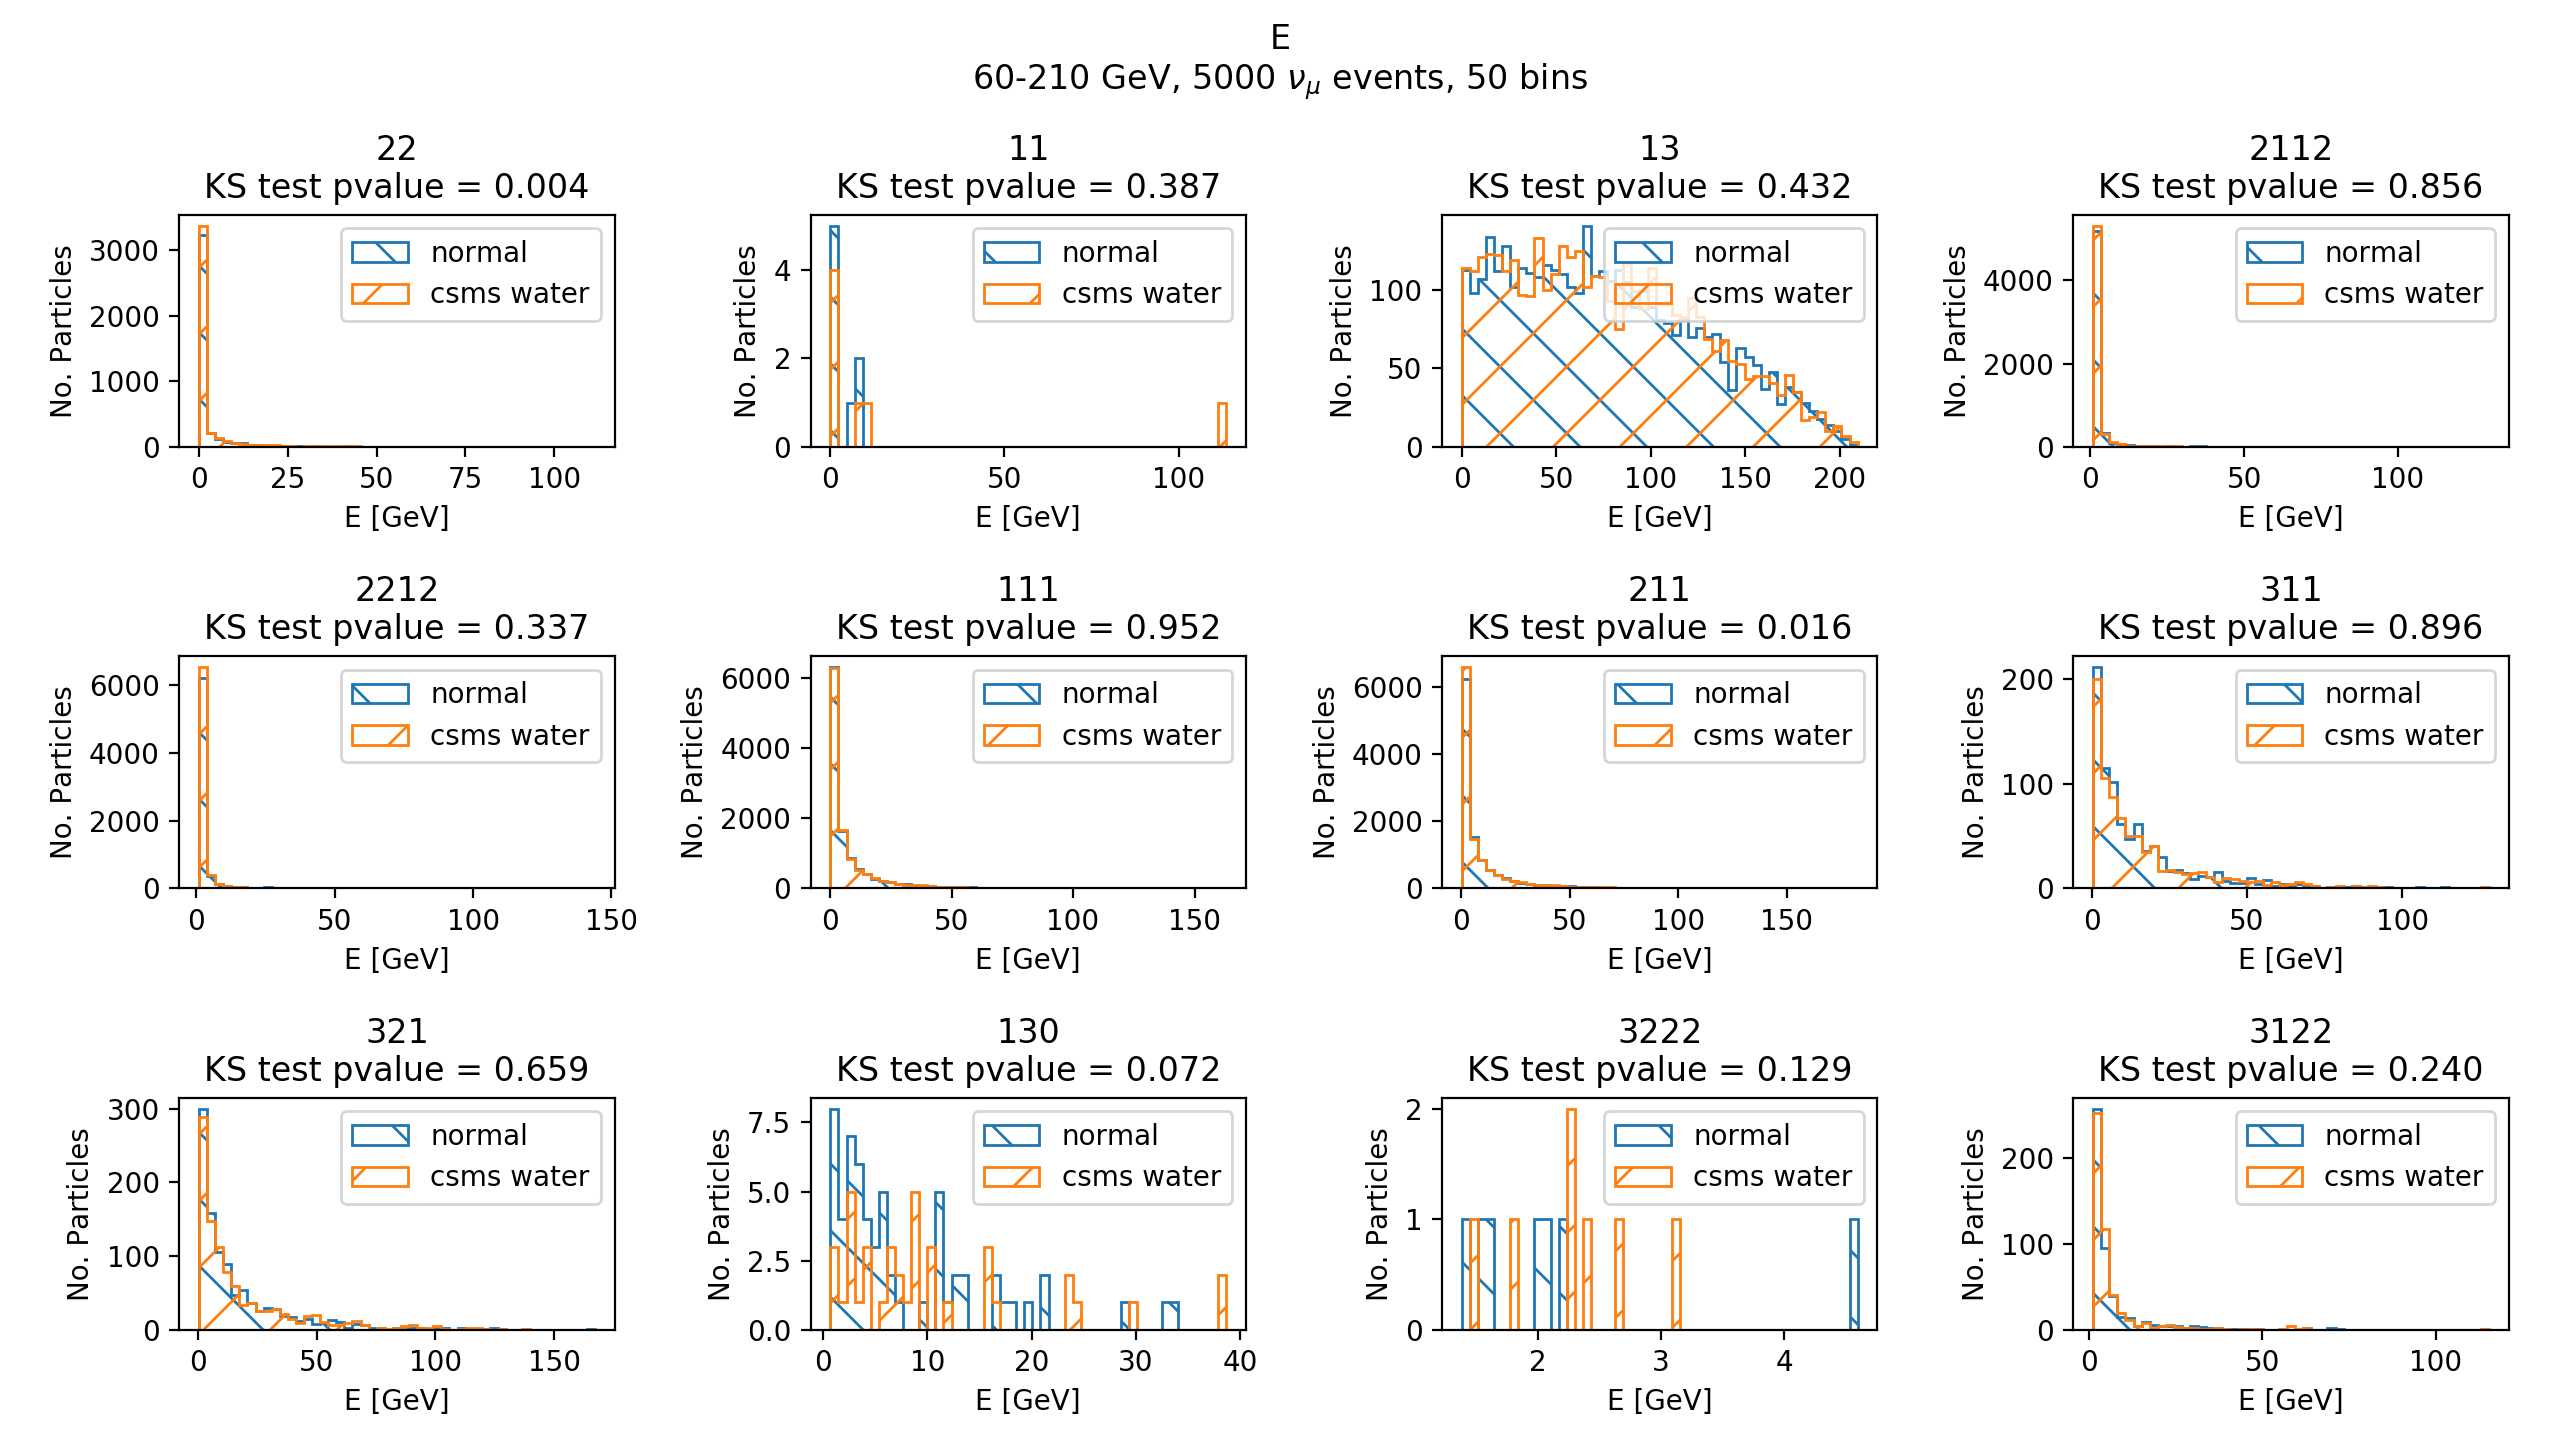 E
60-210 GeV, 5000 νμ events, 50 bins
22
KS test pvalue = 0.004
No. Particles
3000
2000
1000
0
normal
csms water
0 25 50 75 100
E [GeV]
11
KS test pvalue = 0.387
No. Particles
4
2
0
normal
csms water
0 50 100
E [GeV]
13
KS test pvalue = 0.432
No. Particles
100
50
0
normal
csms water
0 50 100 150 200
E [GeV]
2112
KS test pvalue = 0.856
No. Particles
4000
2000
0
normal
csms water
0 50 100
E [GeV]
2212
KS test pvalue = 0.337
No. Particles
6000
4000
2000
0
normal
csms water
0 50 100 150
E [GeV]
111
KS test pvalue = 0.952
No. Particles
6000
4000
2000
0
normal
csms water
0 50 100 150
E [GeV]
211
KS test pvalue = 0.016
No. Particles
6000
4000
2000
0
normal
csms water
0 50 100 150
E [GeV]
311
KS test pvalue = 0.896
No. Particles
200
100
0
normal
csms water
0 50 100
E [GeV]
321
KS test pvalue = 0.659
No. Particles
300
200
100
0
normal
csms water
0 50 100 150
E [GeV]
130
KS test pvalue = 0.072
No. Particles
7.5
5.0
2.5
0.0
normal
csms water
0 10 20 30 40
E [GeV]
3222
KS test pvalue = 0.129
No. Particles
2
1
0
normal
csms water
2 3 4
E [GeV]
3122
KS test pvalue = 0.240
No. Particles
200
100
0
normal
csms water
0 50 100
E [GeV]